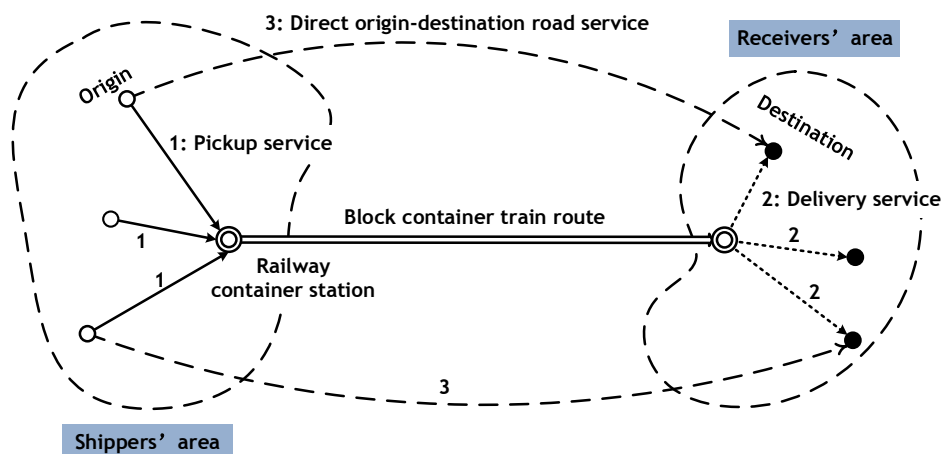 3: Direct origin-destination road service
Receivers’ area
Origin
Destination
1: Pickup service
2: Delivery service
Block container train route
1
2
Railway
container station
1
2
3
Shippers’ area